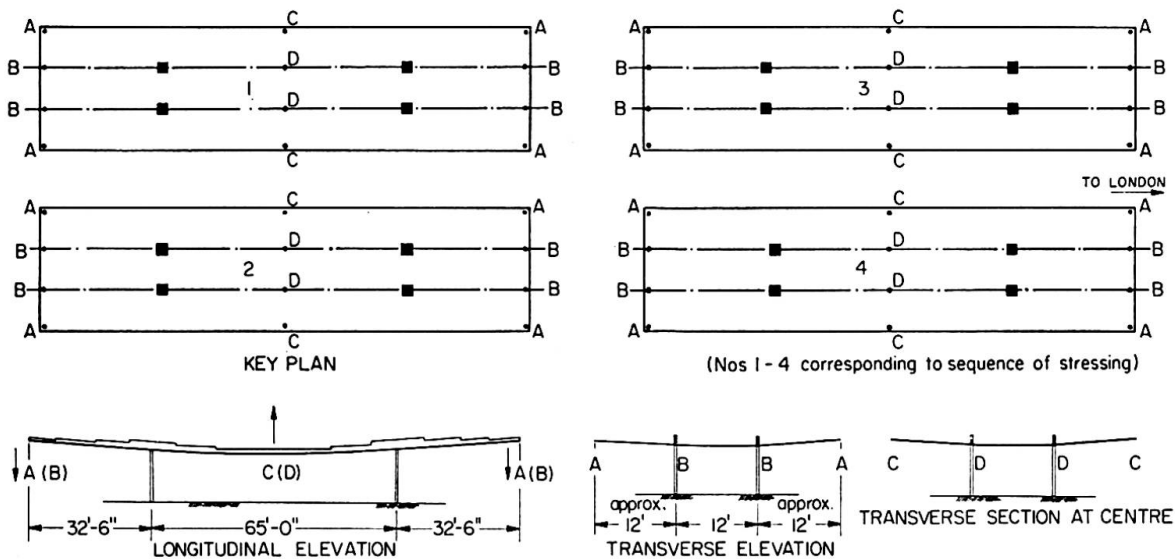 A C A
B D B
1
B D B
A C A
A C A
B D B
3
B D B
A C A
TO LONDON
A C A
B D B
2
B D B
A C A
KEY PLAN
A C A
B D B
4
B D B
A C A
(Nos 1 - 4 corresponding to sequence of stressing)
A (B) C (D) A (B)
32'-6" 65'-0" 32'-6"
LONGITUDINAL ELEVATION
A B B A
approx. approx.
12' 12' 12'
TRANSVERSE ELEVATION
C D D C
TRANSVERSE SECTION AT CENTRE